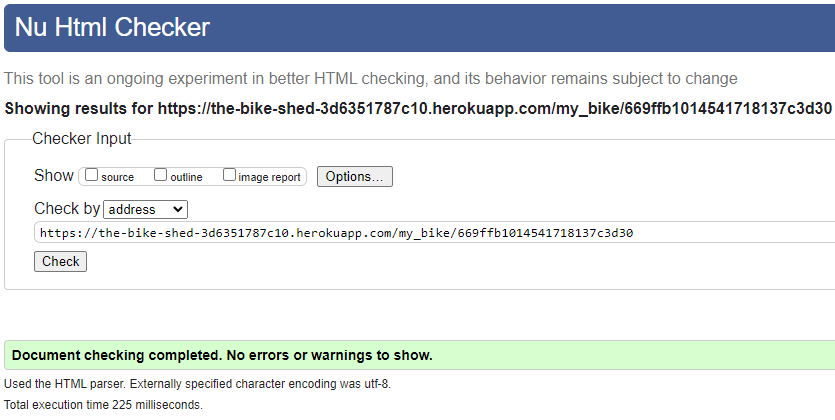 Nu Html Checker
This tool is an ongoing experiment in better HTML checking, and its behavior remains subject to change
Showing results for https://the-bike-shed-3d6351787c10.herokuapp.com/my_bike/669ffb1014541718137c3d30
Checker Input
Show source outline image report Options...
Check by address
https://the-bike-shed-3d6351787c10.herokuapp.com/my_bike/669ffb1014541718137c3d30
Check
Document checking completed. No errors or warnings to show.
Used the HTML parser. Externally specified character encoding was utf-8.
Total execution time 225 milliseconds.